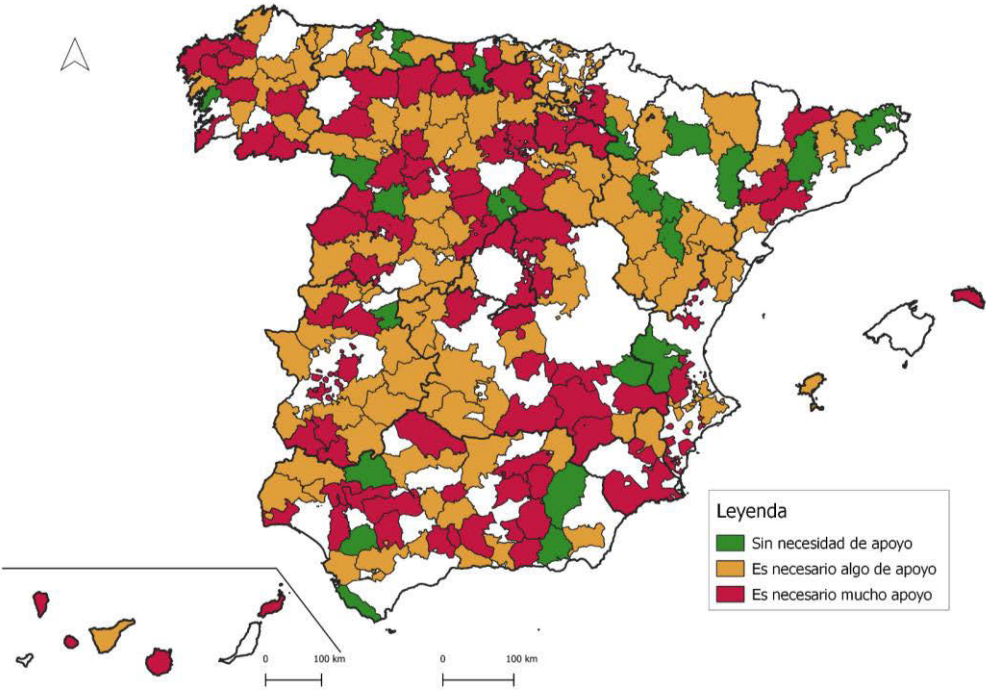 Leyenda
Sin necesidad de apoyo
Es necesario algo de apoyo
Es necesario mucho apoyo
0 100 km
0 100 km